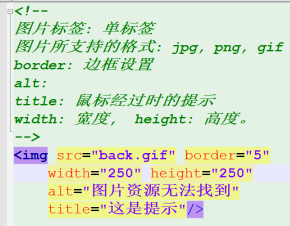 <!--
图片标签: 单标签
图片所支持的格式: jpg, png, gif
border: 边框设置
alt:
title: 鼠标经过时的提示
width: 宽度, height: 高度。
-->
<img src="back.gif" border="5"
width="250" height="250"
alt="图片资源无法找到"
title="这是提示"/>